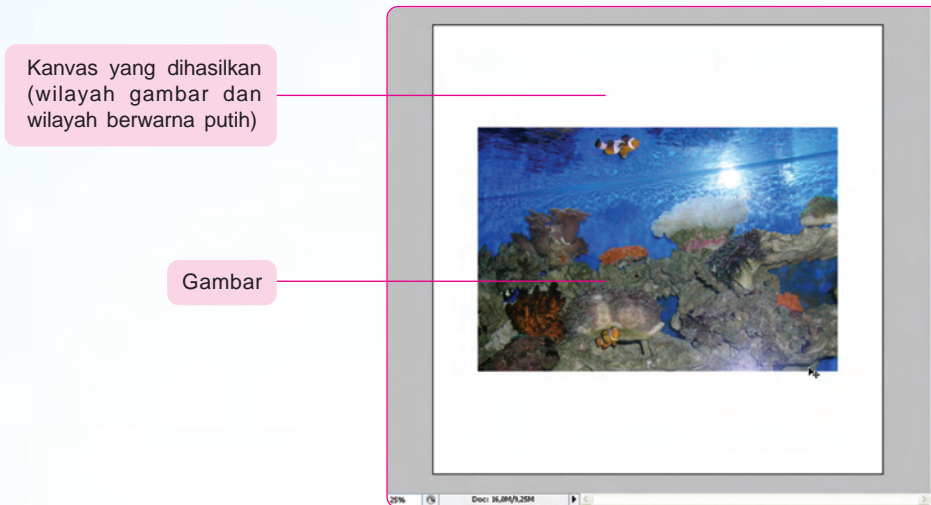 Kanvas yang dihasilkan
(wilayah gambar dan
wilayah berwarna putih)
Gambar
25%
Doc: 16,0M/9,25M